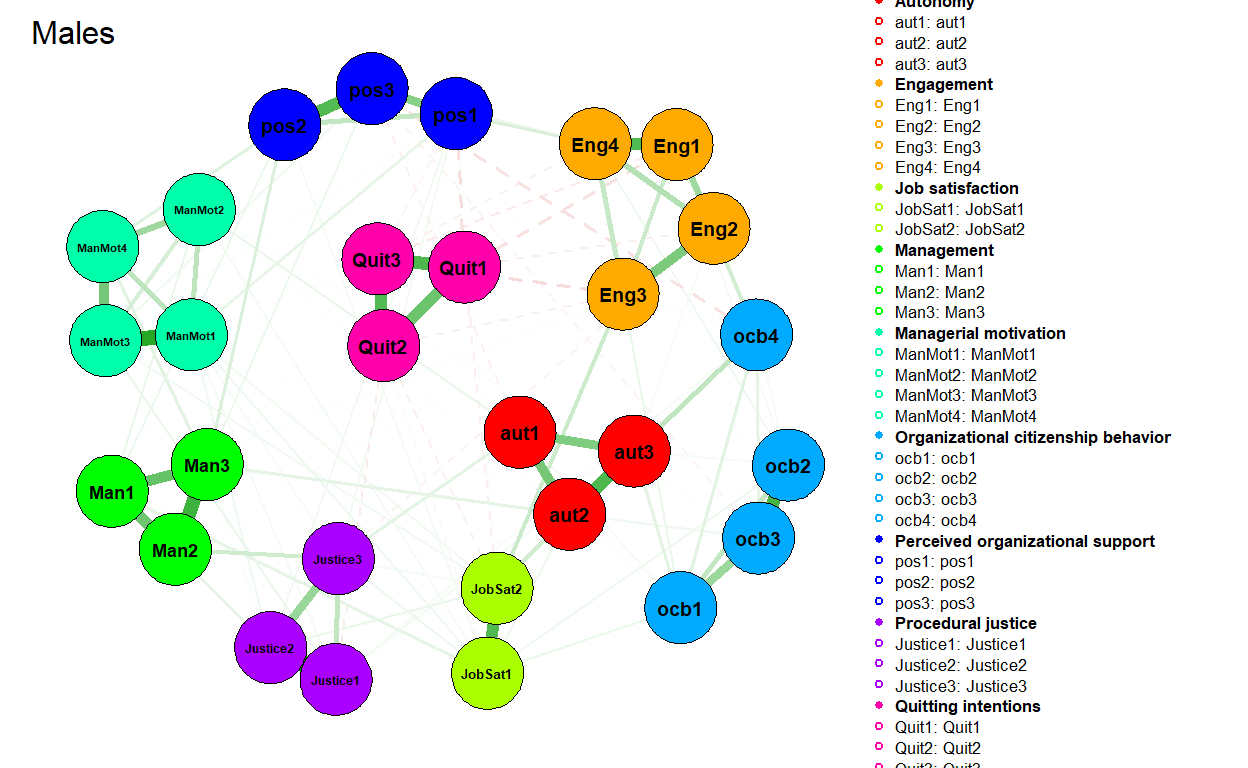 Males
pos3
pos2
pos1
Eng4
Eng1
ManMot2
Eng2
ManMot4
Quit3
Quit1
Eng3
ManMot3
ManMot1
Quit2
ocb4
aut1
aut3
Man3
ocb2
Man1
aut2
Man2
ocb3
Justice3
JobSat2
ocb1
Justice2
Justice1
JobSat1
Autonomy
aut1: aut1
aut2: aut2
aut3: aut3
Engagement
Eng1: Eng1
Eng2: Eng2
Eng3: Eng3
Eng4: Eng4
Job satisfaction
JobSat1: JobSat1
JobSat2: JobSat2
Management
Man1: Man1
Man2: Man2
Man3: Man3
Managerial motivation
ManMot1: ManMot1
ManMot2: ManMot2
ManMot3: ManMot3
ManMot4: ManMot4
Organizational citizenship behavior
ocb1: ocb1
ocb2: ocb2
ocb3: ocb3
ocb4: ocb4
Perceived organizational support
pos1: pos1
pos2: pos2
pos3: pos3
Procedural justice
Justice1: Justice1
Justice2: Justice2
Justice3: Justice3
Quitting intentions
Quit1: Quit1
Quit2: Quit2
Quit3: Quit3